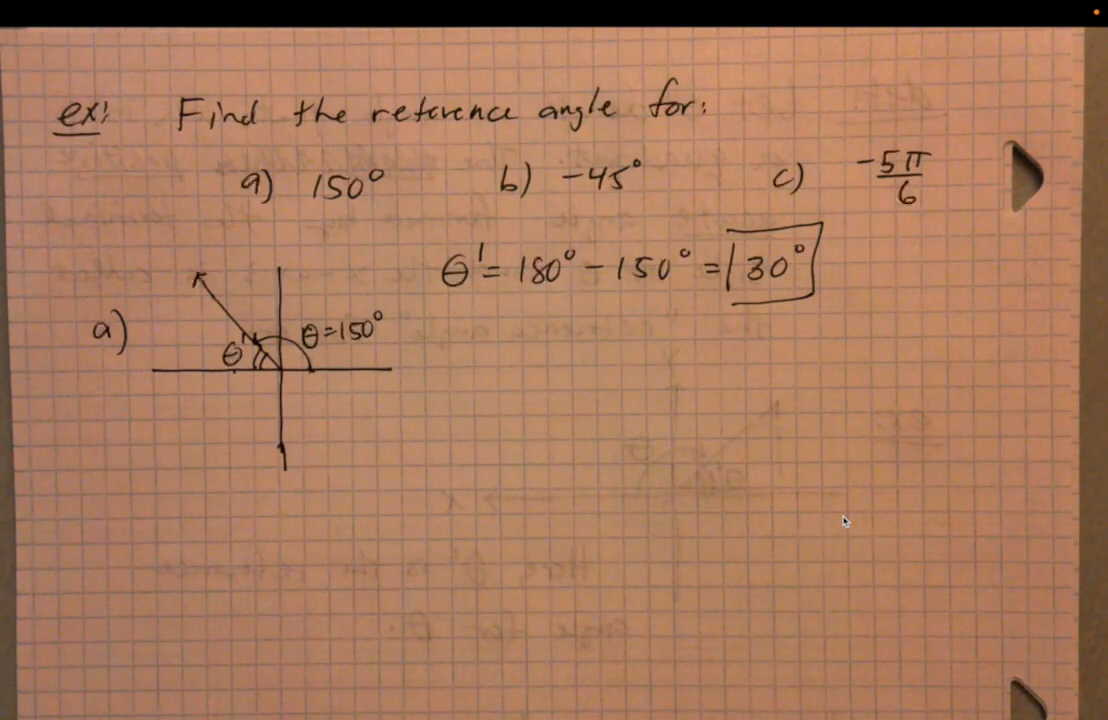 ex: Find the reference angle for:
a) 150° b) -45° c) -5π/6
θ' = 180° - 150° = 30°
a) θ' θ=150°